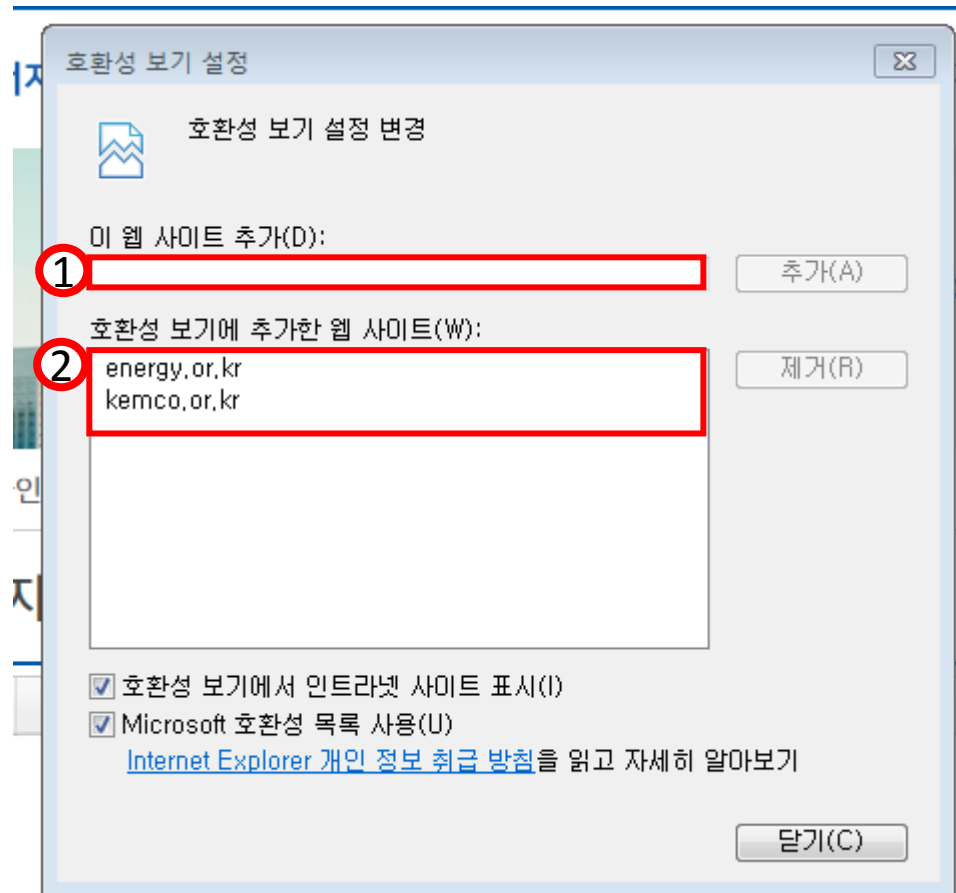 호환성 보기 설정
호환성 보기 설정 변경
이 웹 사이트 추가(D):
1
추가(A)
호환성 보기에 추가한 웹 사이트(W):
2
energy.or.kr
제거(R)
kemco.or.kr
인
지
호환성 보기에서 인트라넷 사이트 표시(I)
Microsoft 호환성 목록 사용(U)
Internet Explorer 개인 정보 취급 방침을 읽고 자세히 알아보기
닫기(C)